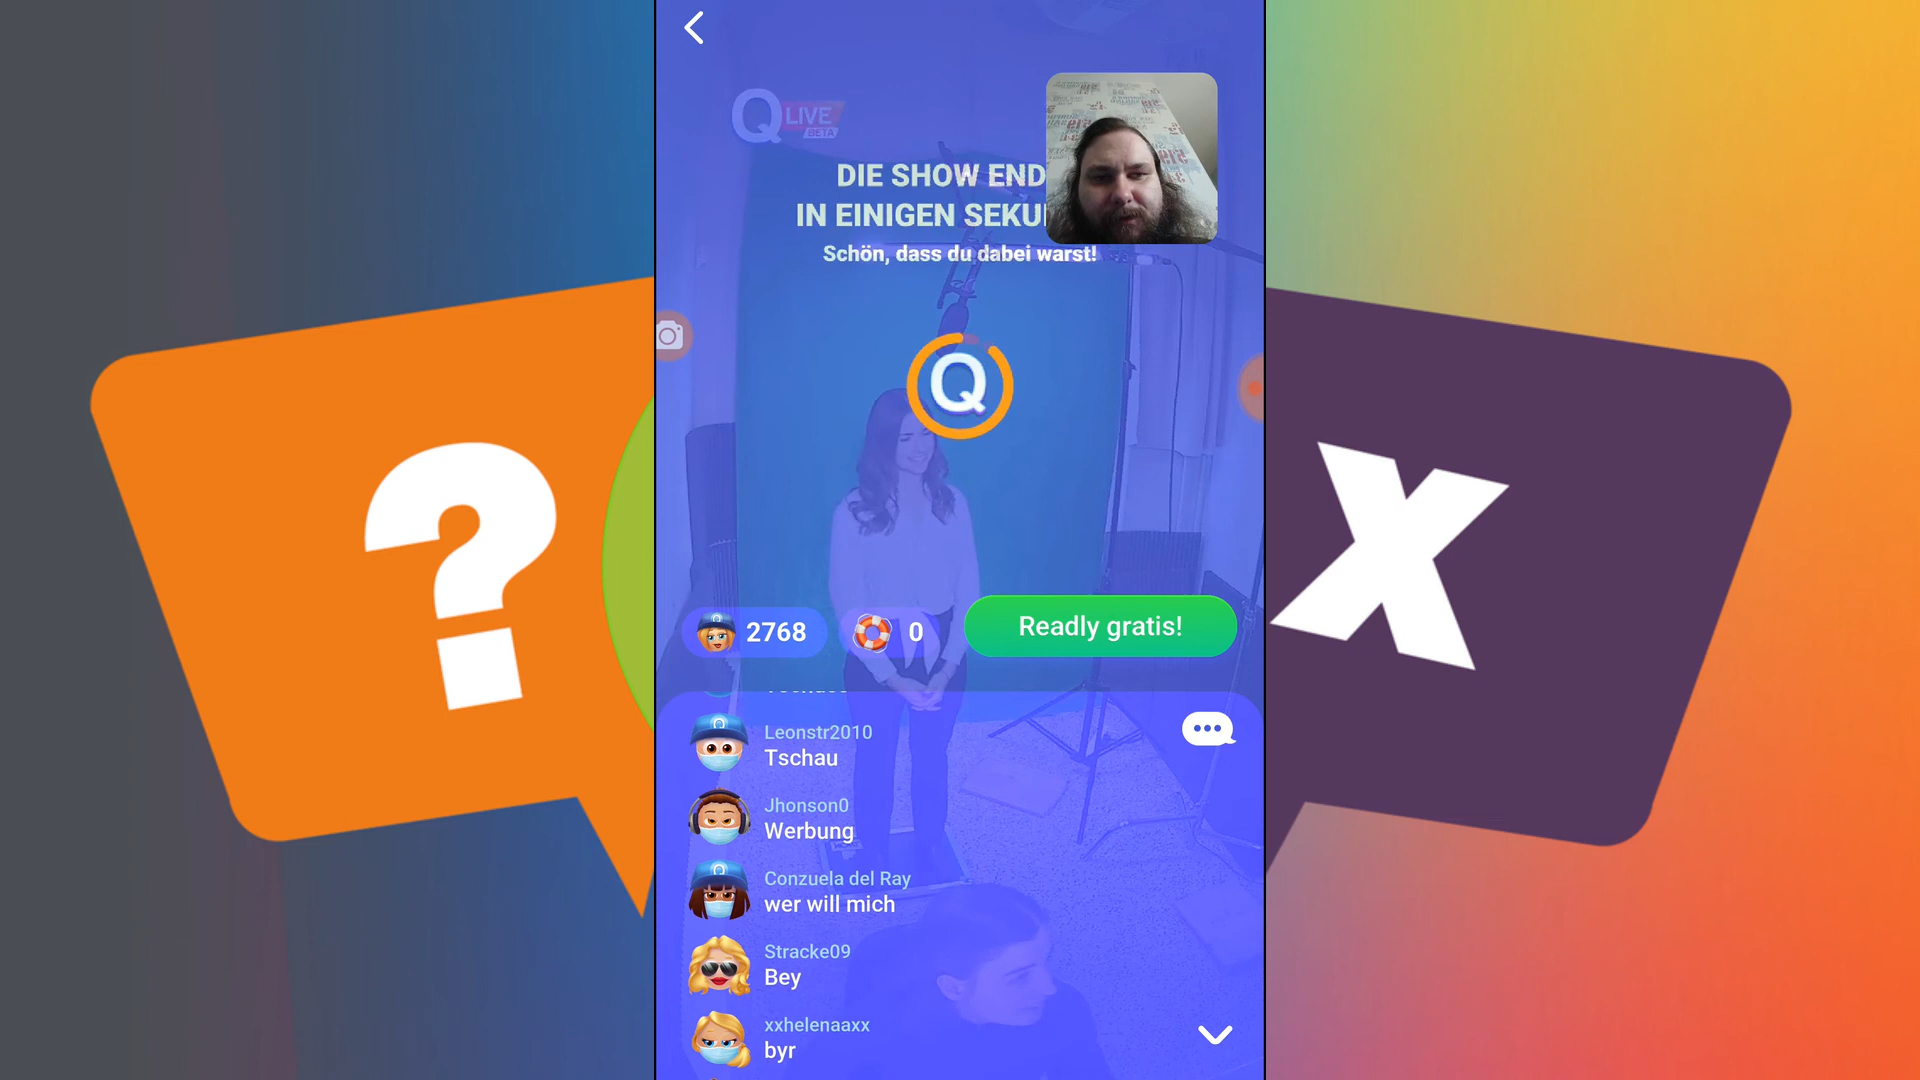 Q LIVE
BETA
DIE SHOW END
IN EINIGEN SEKU
Schön, dass du dabei warst!
Q
2768
0
Readly gratis!
Leonstr2010
Tschau
Jhonson0
Werbung
Conzuela del Ray
wer will mich
Stracke09
Bey
xxhelenaaxx
byr
?
X